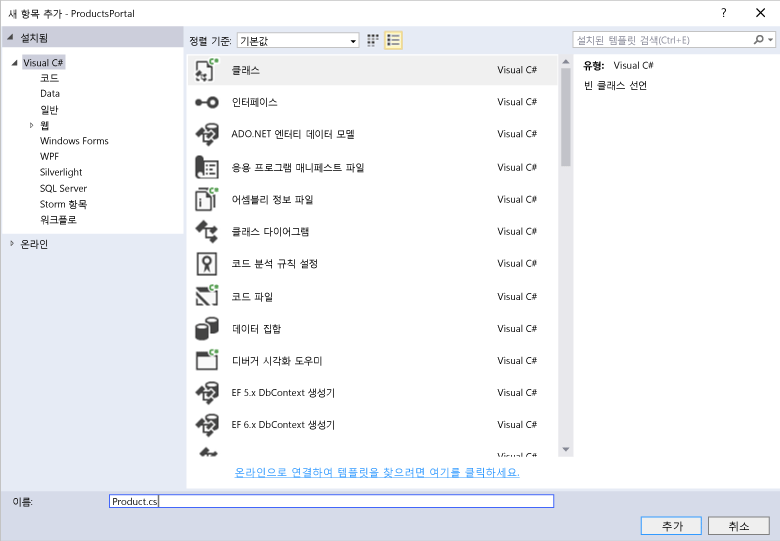 새 항목 추가 - ProductsPortal
설치됨
정렬 기준: 기본값
설치된 템플릿 검색(Ctrl+E)
Visual C#
코드
Data
일반
웹
Windows Forms
WPF
Silverlight
SQL Server
Storm 항목
워크플로
온라인
클래스 Visual C#
인터페이스 Visual C#
ADO.NET 엔터티 데이터 모델 Visual C#
응용 프로그램 매니페스트 파일 Visual C#
어셈블리 정보 파일 Visual C#
클래스 다이어그램 Visual C#
코드 분석 규칙 설정 Visual C#
코드 파일 Visual C#
데이터 집합 Visual C#
디버거 시각화 도우미 Visual C#
EF 5.x DbContext 생성기 Visual C#
EF 6.x DbContext 생성기 Visual C#
온라인으로 연결하여 템플릿을 찾으려면 여기를 클릭하세요.
유형: Visual C#
빈 클래스 선언
이름: Product.cs
추가 취소